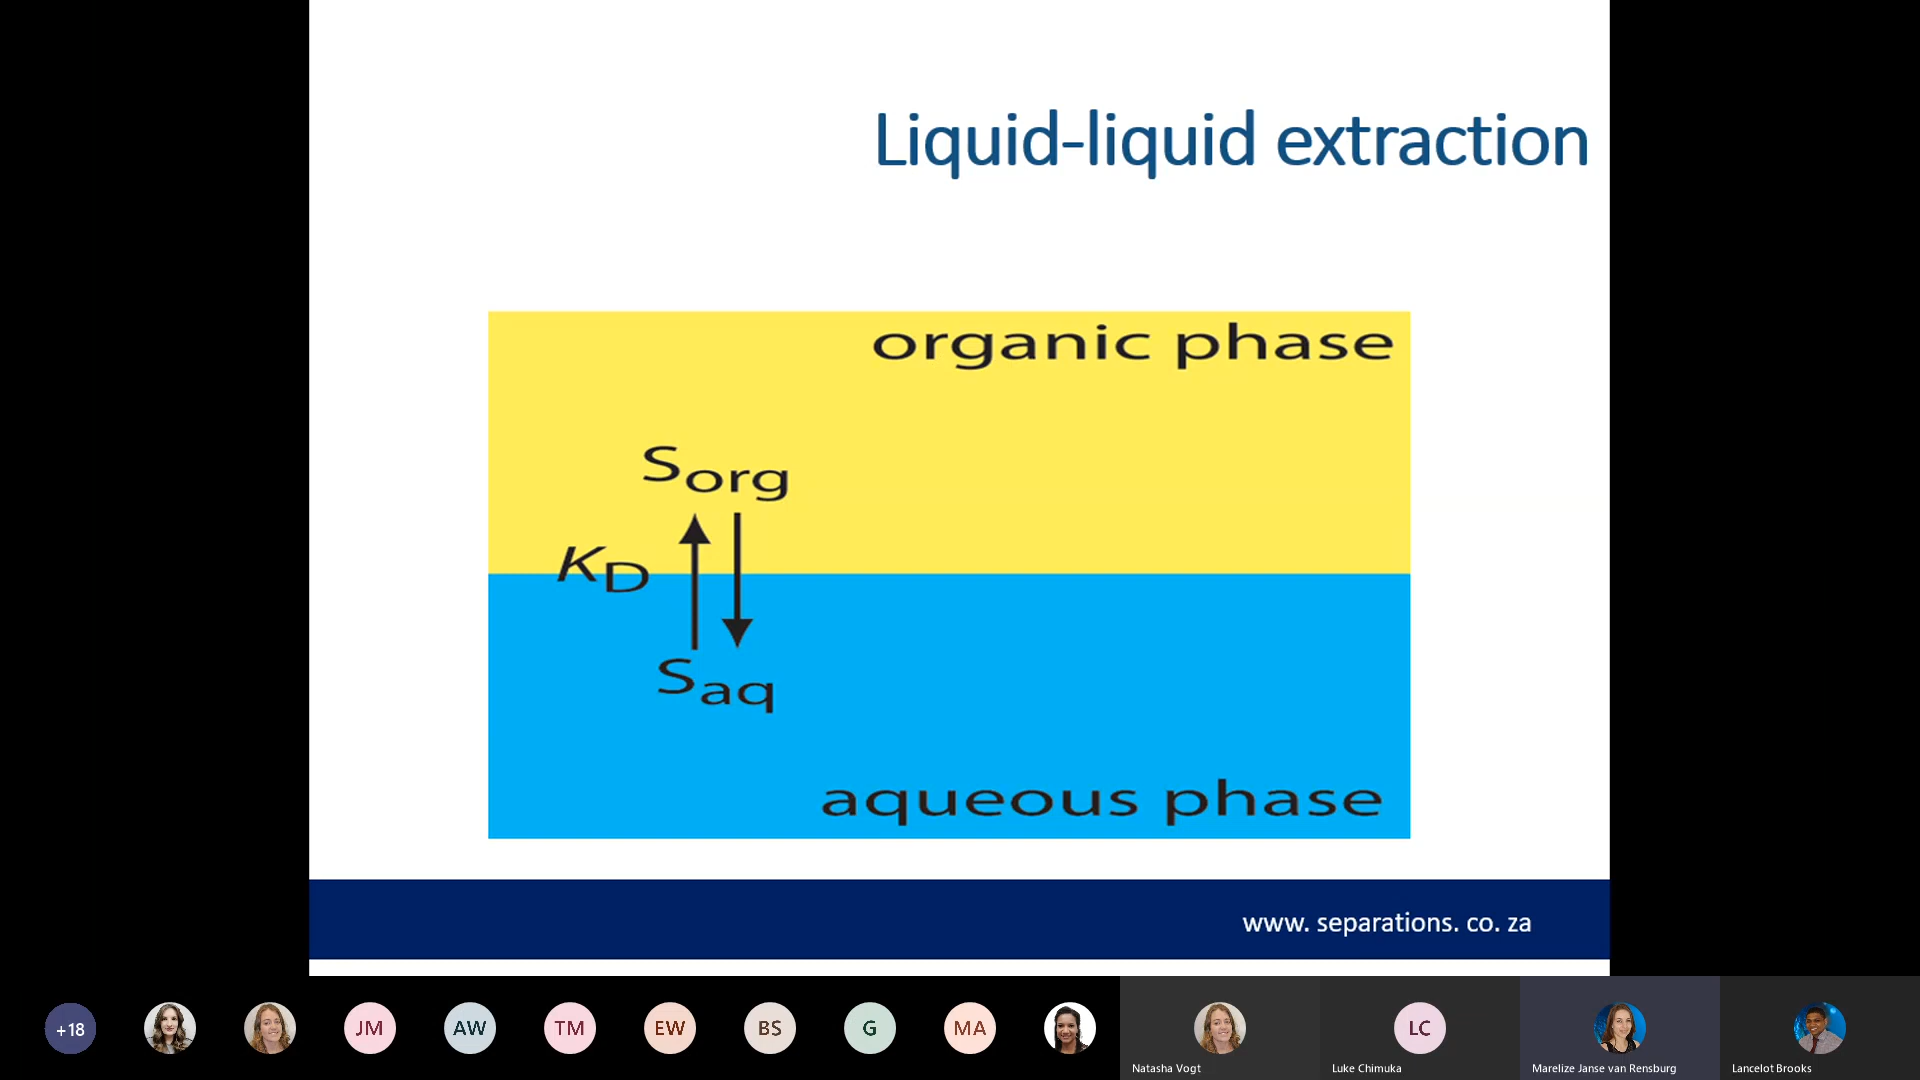 Liquid-liquid extraction
organic phase
Sorg
KD
Saq
aqueous phase
www. separations. co. za
+18
JM
AW
TM
EW
BS
G
MA
LC
Natasha Vogt
Luke Chimuka
Marelize Janse van Rensburg
Lancelot Brooks